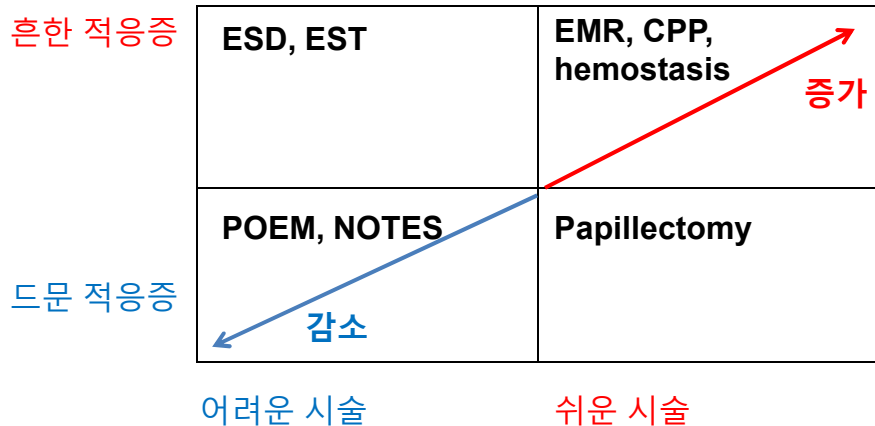 흔한 적응증
ESD, EST
EMR, CPP,
hemostasis
증가
드문 적응증
POEM, NOTES
Papillectomy
감소
어려운 시술
쉬운 시술